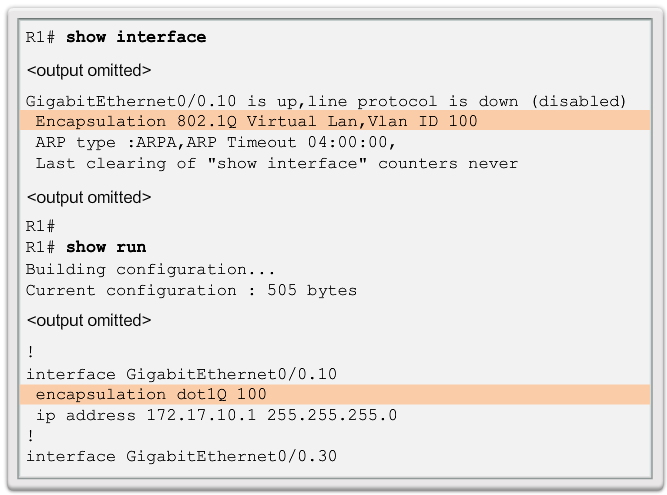 R1# show interface
<output omitted>
GigabitEthernet0/0.10 is up,line protocol is down (disabled)
Encapsulation 802.1Q Virtual Lan,Vlan ID 100
ARP type :ARPA,ARP Timeout 04:00:00,
Last clearing of "show interface" counters never
<output omitted>
R1#
R1# show run
Building configuration...
Current configuration : 505 bytes
<output omitted>
!
interface GigabitEthernet0/0.10
encapsulation dot1Q 100
ip address 172.17.10.1 255.255.255.0
!
interface GigabitEthernet0/0.30